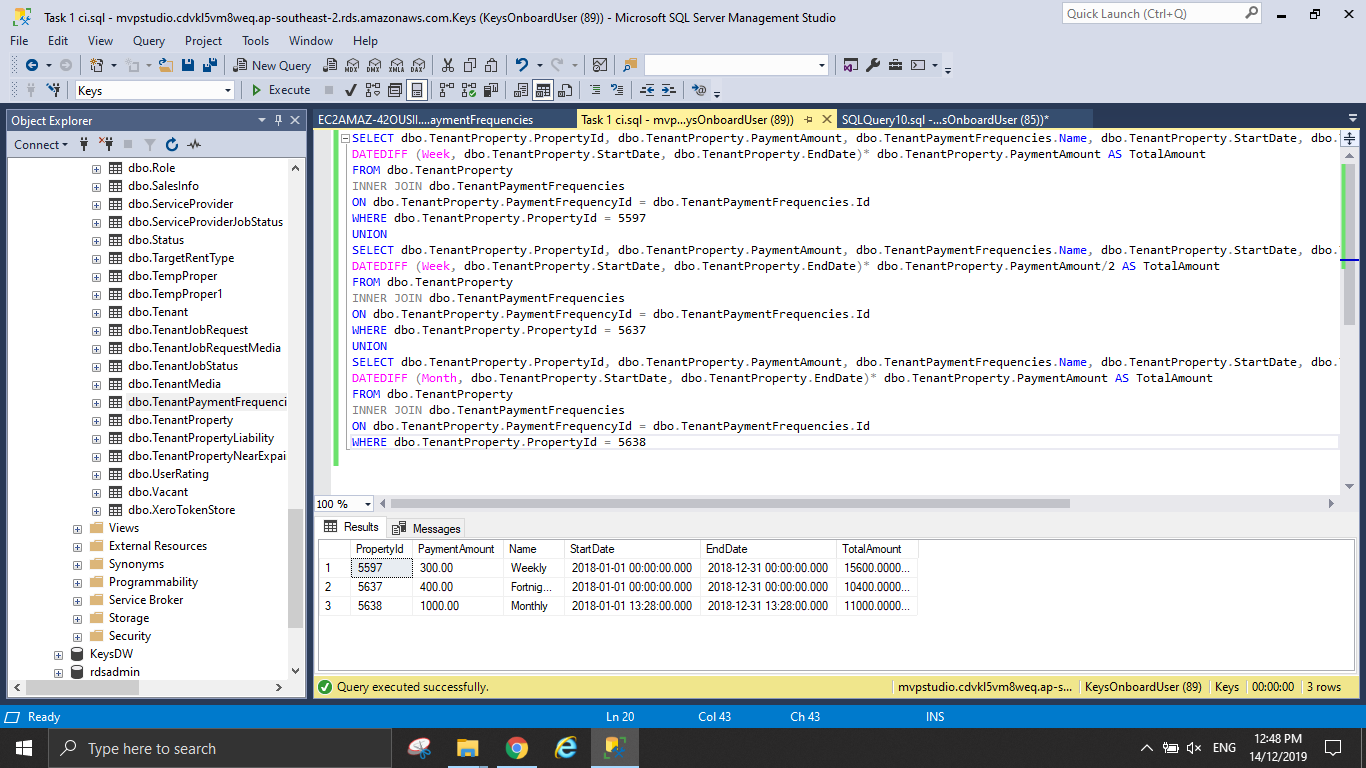 Task 1 ci.sql - mvpstudio.cdvkl5vm8weq.ap-southeast-2.rds.amazonaws.com.Keys (KeysOnboardUser (89)) - Microsoft SQL Server Management Studio
Quick Launch (Ctrl+Q)
File Edit View Query Project Tools Window Help
New Query MDX DMX XMLA DAX
Keys Execute
Object Explorer
Connect
dbo.Role
dbo.SalesInfo
dbo.ServiceProvider
dbo.ServiceProviderJobStatus
dbo.Status
dbo.TargetRentType
dbo.TempProper
dbo.TempProper1
dbo.Tenant
dbo.TenantJobRequest
dbo.TenantJobRequestMedia
dbo.TenantJobStatus
dbo.TenantMedia
dbo.TenantPaymentFrequenci
dbo.TenantProperty
dbo.TenantPropertyLiability
dbo.TenantPropertyNearExpai
dbo.UserRating
dbo.Vacant
dbo.XeroTokenStore
Views
External Resources
Synonyms
Programmability
Service Broker
Storage
Security
KeysDW
rdsadmin
EC2AMAZ-42OUSII....aymentFrequencies Task 1 ci.sql - mvp...ysOnboardUser (89)) SQLQuery10.sql -...sOnboardUser (85))*
SELECT dbo.TenantProperty.PropertyId, dbo.TenantProperty.PaymentAmount, dbo.TenantPaymentFrequencies.Name, dbo.TenantProperty.StartDate, dbo.
DATEDIFF (Week, dbo.TenantProperty.StartDate, dbo.TenantProperty.EndDate)* dbo.TenantProperty.PaymentAmount AS TotalAmount
FROM dbo.TenantProperty
INNER JOIN dbo.TenantPaymentFrequencies
ON dbo.TenantProperty.PaymentFrequencyId = dbo.TenantPaymentFrequencies.Id
WHERE dbo.TenantProperty.PropertyId = 5597
UNION
SELECT dbo.TenantProperty.PropertyId, dbo.TenantProperty.PaymentAmount, dbo.TenantPaymentFrequencies.Name, dbo.TenantProperty.StartDate, dbo.
DATEDIFF (Week, dbo.TenantProperty.StartDate, dbo.TenantProperty.EndDate)* dbo.TenantProperty.PaymentAmount/2 AS TotalAmount
FROM dbo.TenantProperty
INNER JOIN dbo.TenantPaymentFrequencies
ON dbo.TenantProperty.PaymentFrequencyId = dbo.TenantPaymentFrequencies.Id
WHERE dbo.TenantProperty.PropertyId = 5637
UNION
SELECT dbo.TenantProperty.PropertyId, dbo.TenantProperty.PaymentAmount, dbo.TenantPaymentFrequencies.Name, dbo.TenantProperty.StartDate, dbo.
DATEDIFF (Month, dbo.TenantProperty.StartDate, dbo.TenantProperty.EndDate)* dbo.TenantProperty.PaymentAmount AS TotalAmount
FROM dbo.TenantProperty
INNER JOIN dbo.TenantPaymentFrequencies
ON dbo.TenantProperty.PaymentFrequencyId = dbo.TenantPaymentFrequencies.Id
WHERE dbo.TenantProperty.PropertyId = 5638
100 %
Results Messages
PropertyId PaymentAmount Name StartDate EndDate TotalAmount
1 5597 300.00 Weekly 2018-01-01 00:00:00.000 2018-12-31 00:00:00.000 15600.0000...
2 5637 400.00 Fortnig... 2018-01-01 00:00:00.000 2018-12-31 00:00:00.000 10400.0000...
3 5638 1000.00 Monthly 2018-01-01 13:28:00.000 2018-12-31 13:28:00.000 11000.0000...
Query executed successfully. mvpstudio.cdvkl5vm8weq.ap-s... KeysOnboardUser (89) Keys 00:00:00 3 rows
Ready Ln 20 Col 43 Ch 43 INS
Type here to search
ENG
12:48 PM
14/12/2019